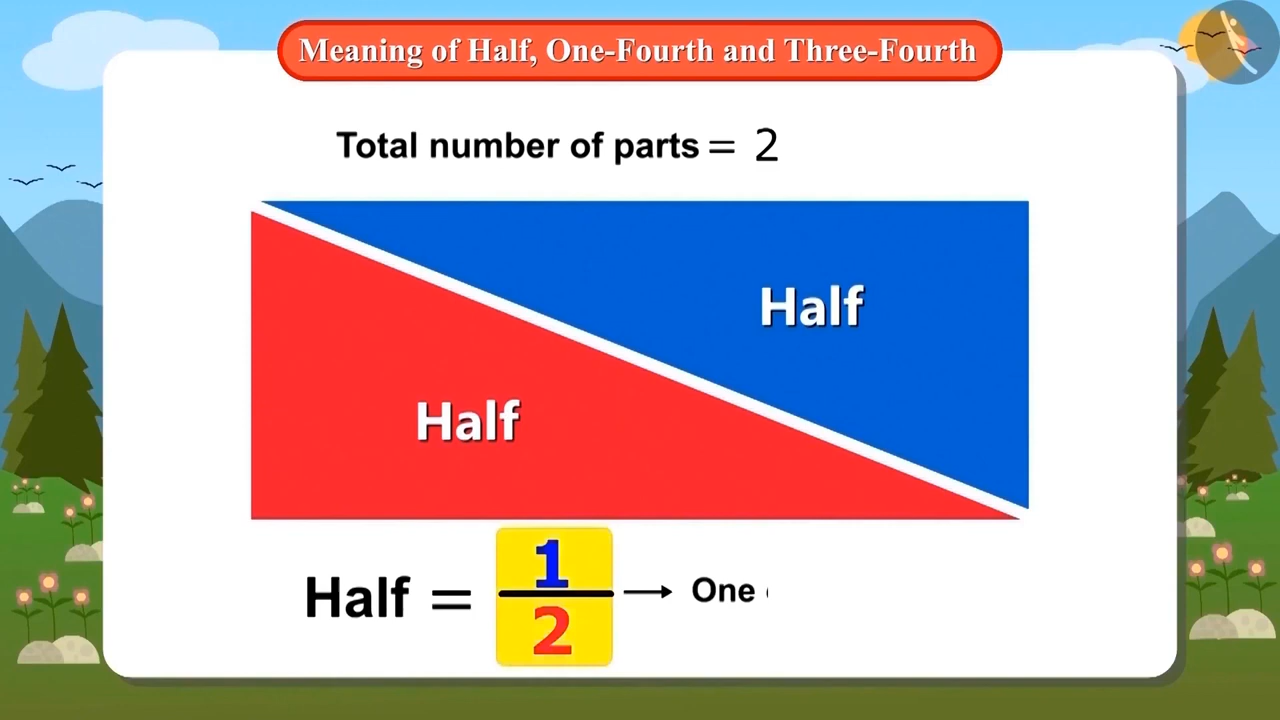 Meaning of Half, One-Fourth and Three-Fourth
Total number of parts = 2
Half
Half
Half = 1/2 → One